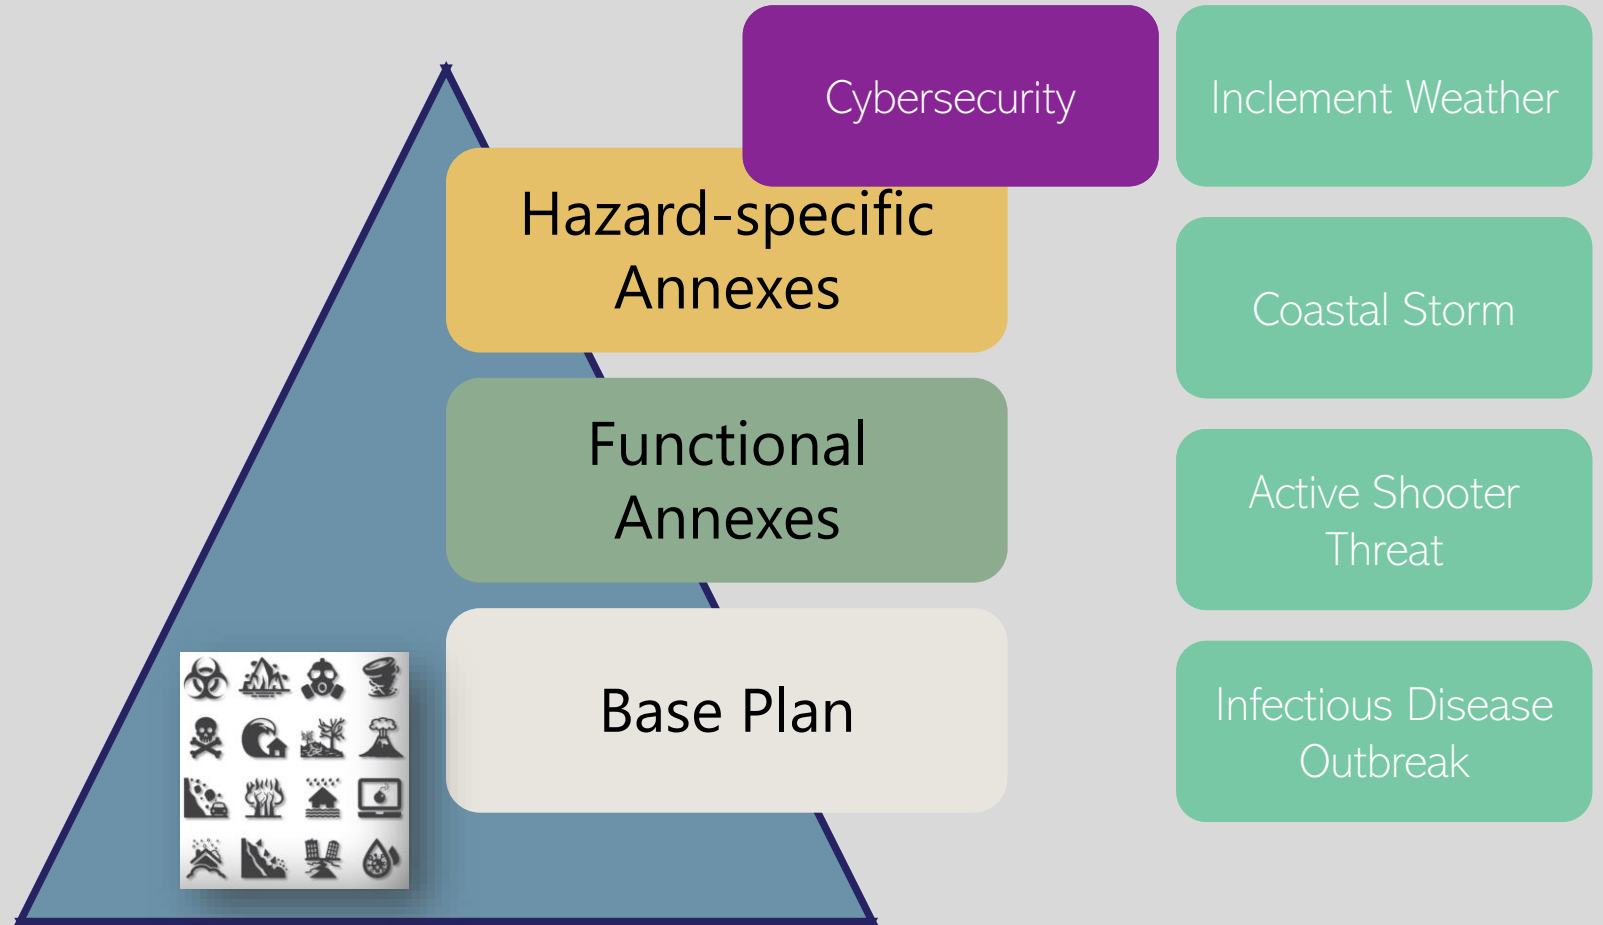 Cybersecurity
Inclement Weather
Hazard-specific
Annexes
Coastal Storm
Functional
Annexes
Active Shooter
Threat
Base Plan
Infectious Disease
Outbreak